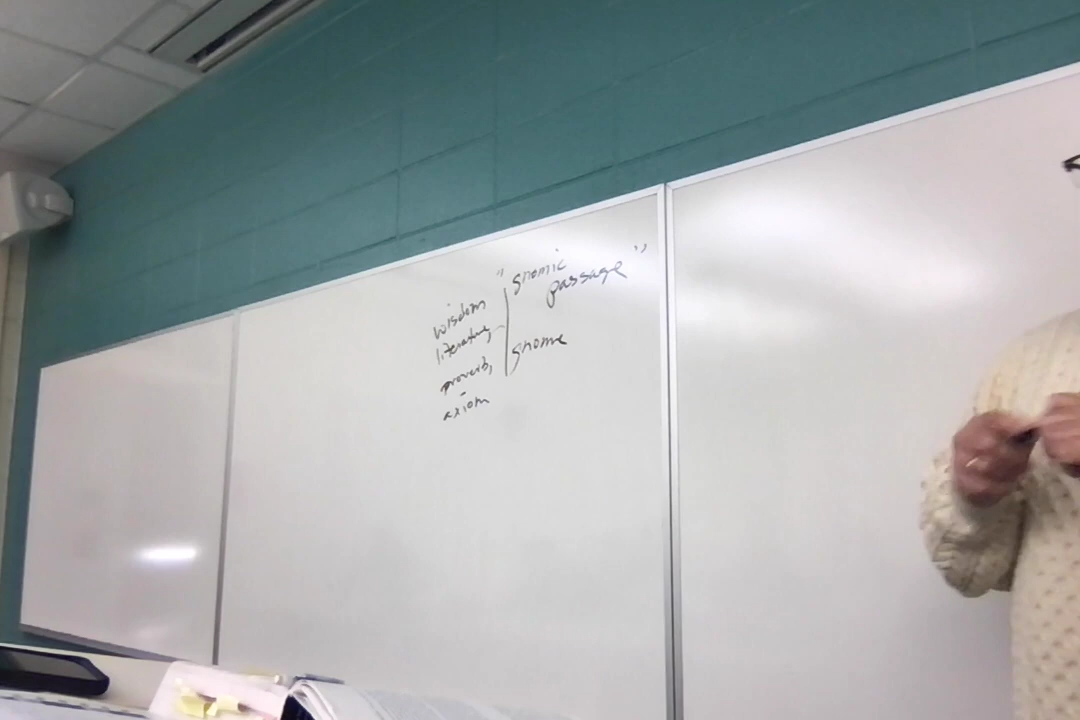 "gnomic
passage"
wisdom
literature,
proverb,
axiom
gnome